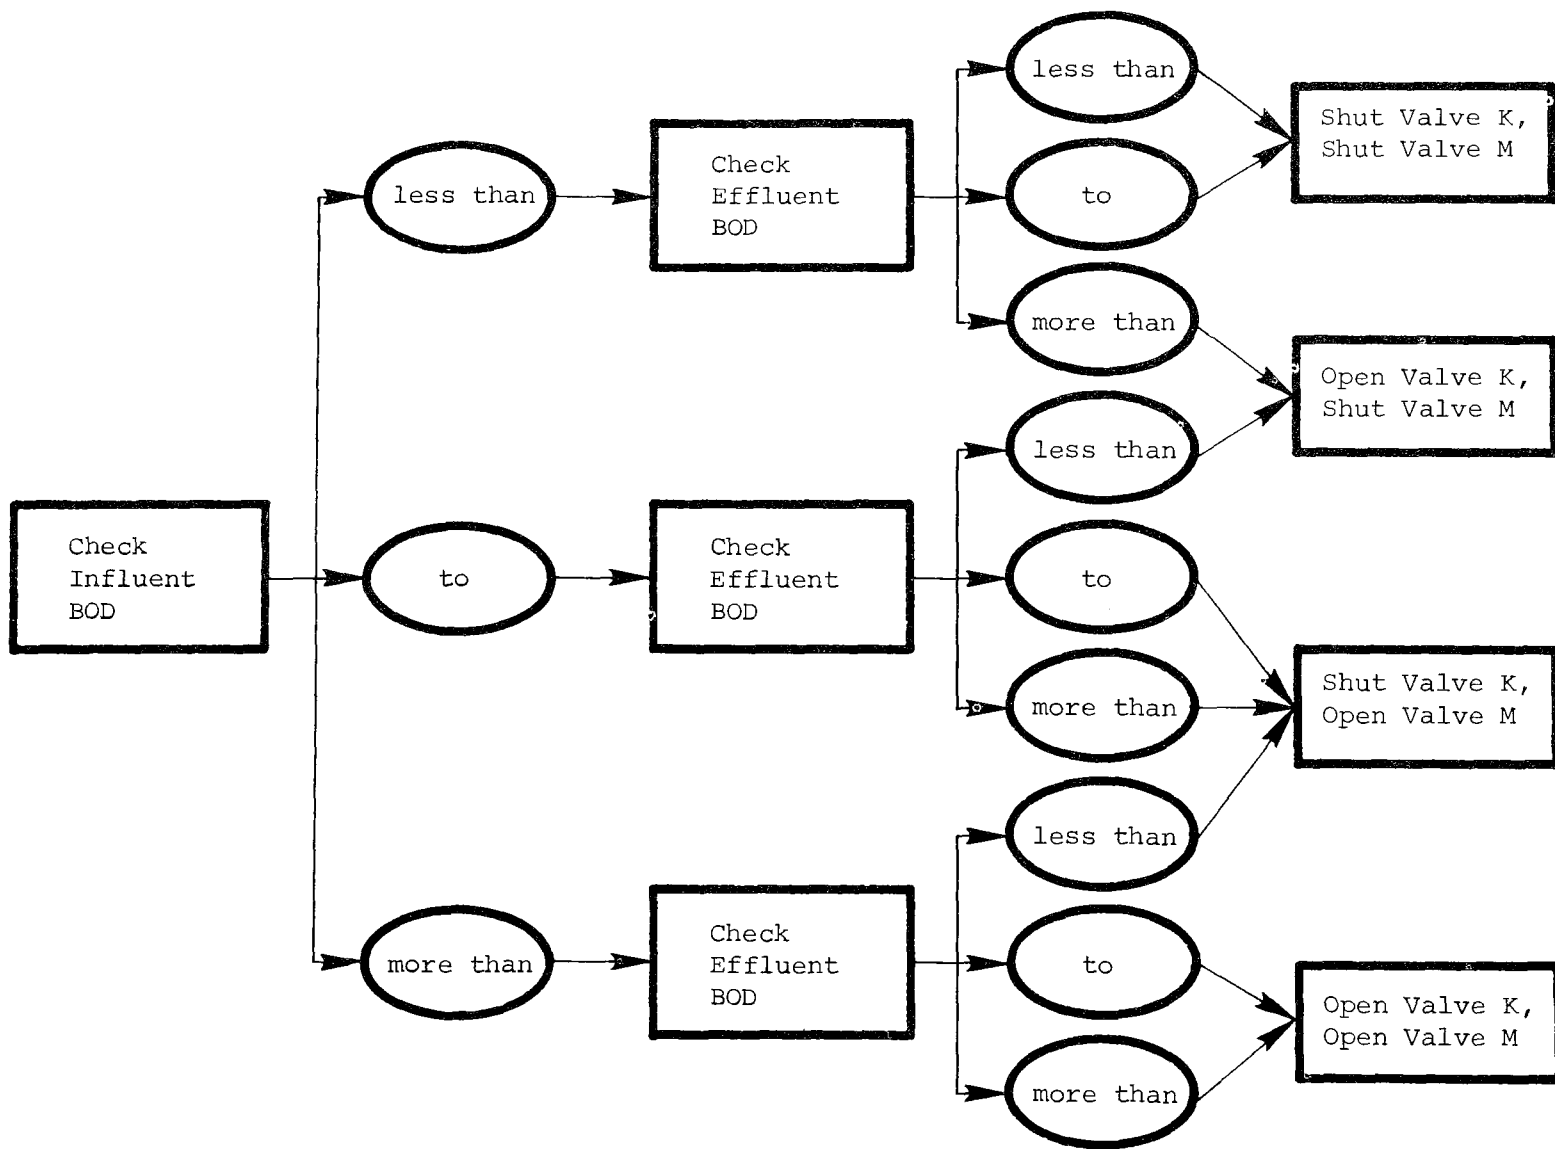 less than
Shut Valve K,
Shut Valve M
less than
Check
Effluent
BOD
to
more than
Open Valve K,
Shut Valve M
less than
Check
Influent
BOD
to
Check
Effluent
BOD
to
more than
Shut Valve K,
Open Valve M
less than
more than
Check
Effluent
BOD
to
Open Valve K,
Open Valve M
more than